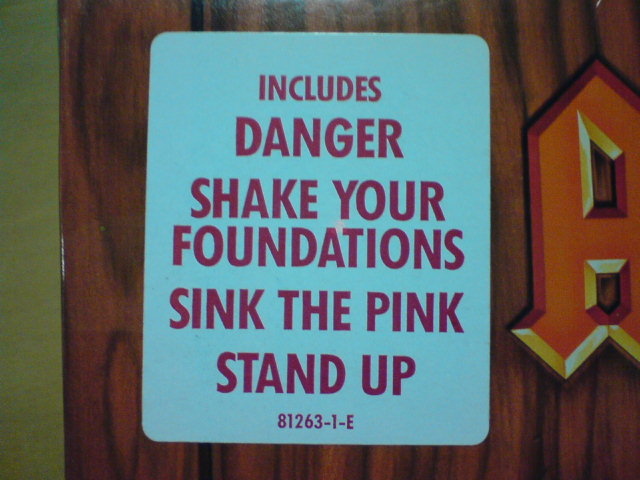 INCLUDES
DANGER
SHAKE YOUR
FOUNDATIONS
SINK THE PINK
STAND UP
81263-1-E
A